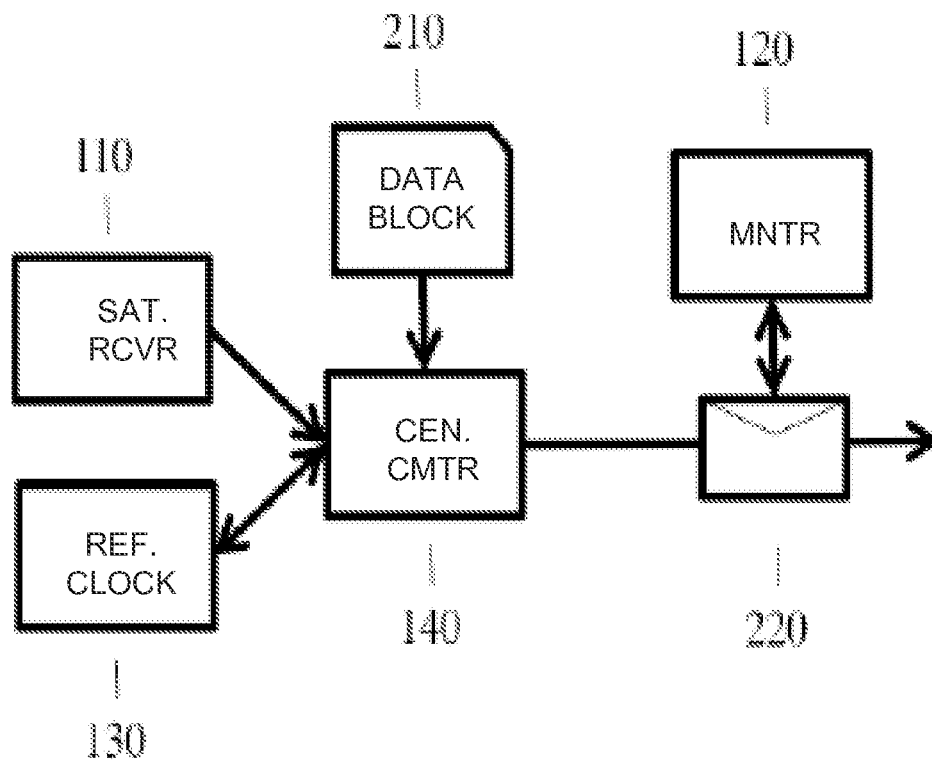 210
120
110
DATA
BLOCK
MNTR
SAT.
RCVR
CEN.
CMTR
REF.
CLOCK
140
220
130